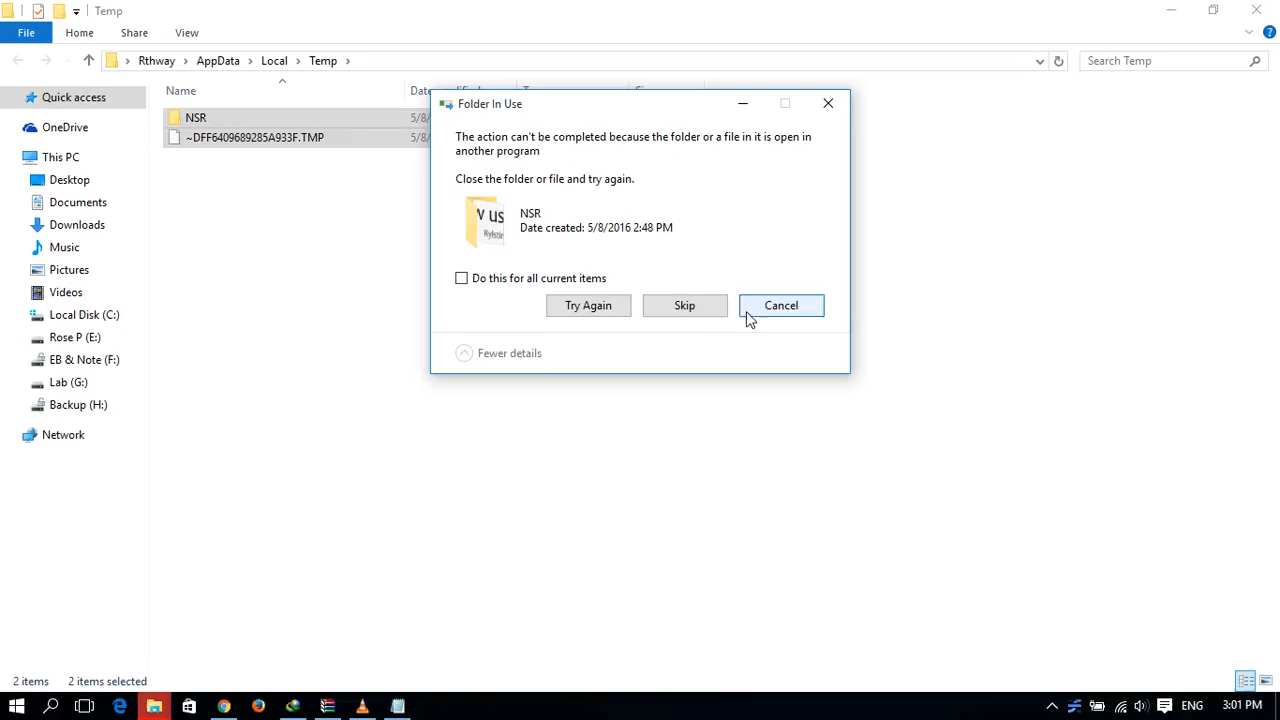 Temp
File Home Share View
Rthway AppData Local Temp
Search Temp
Name
Quick access
OneDrive
This PC
Desktop
Documents
Downloads
Music
Pictures
Videos
Local Disk (C:)
Rose P (E:)
EB & Note (F:)
Lab (G:)
Backup (H:)
Network
NSR 5/8/
~DFF6409689285A933F.TMP 5/8/
Folder In Use
The action can't be completed because the folder or a file in it is open in
another program
Close the folder or file and try again.
NSR
Date created: 5/8/2016 2:48 PM
Do this for all current items
Try Again Skip Cancel
Fewer details
2 items 2 items selected
ENG 3:01 PM